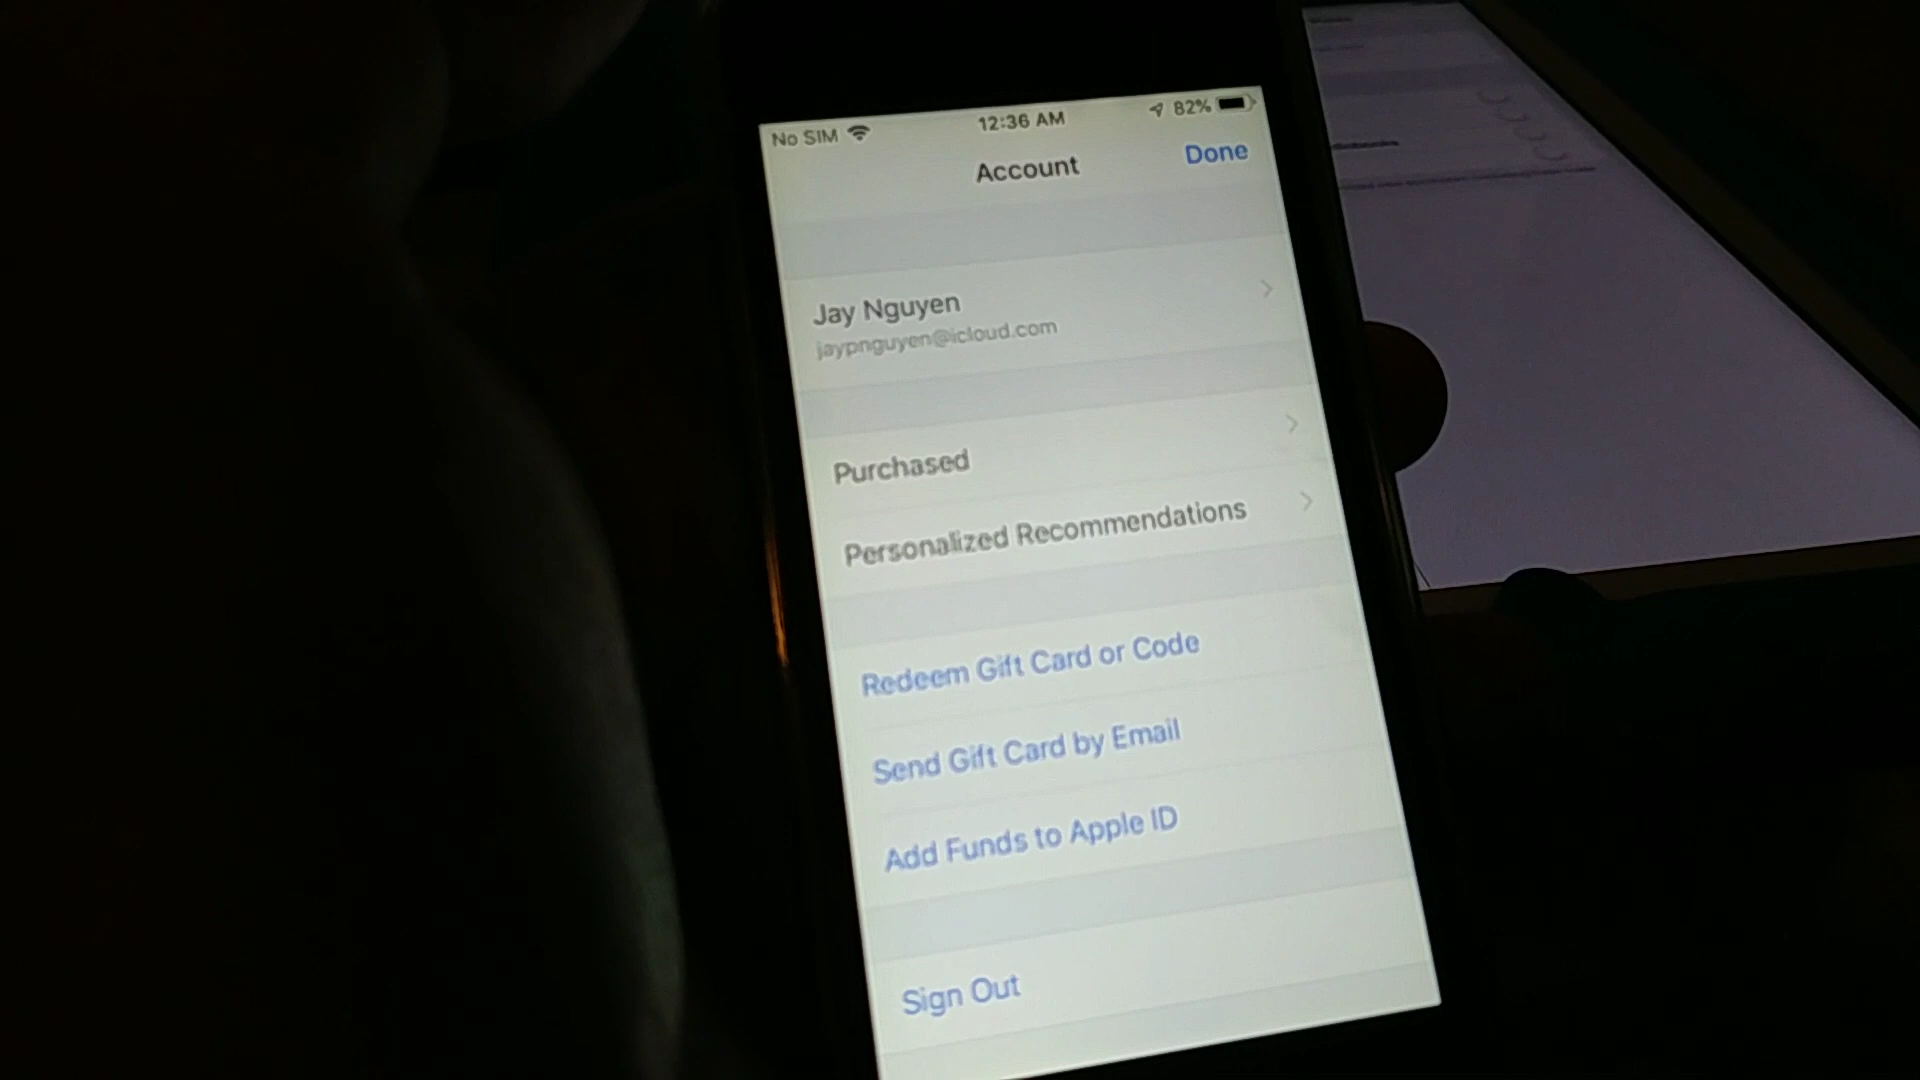 No SIM 12:36 AM 82%
Account Done
Jay Nguyen
jaypnguyen@icloud.com
Purchased
Personalized Recommendations
Redeem Gift Card or Code
Send Gift Card by Email
Add Funds to Apple ID
Sign Out